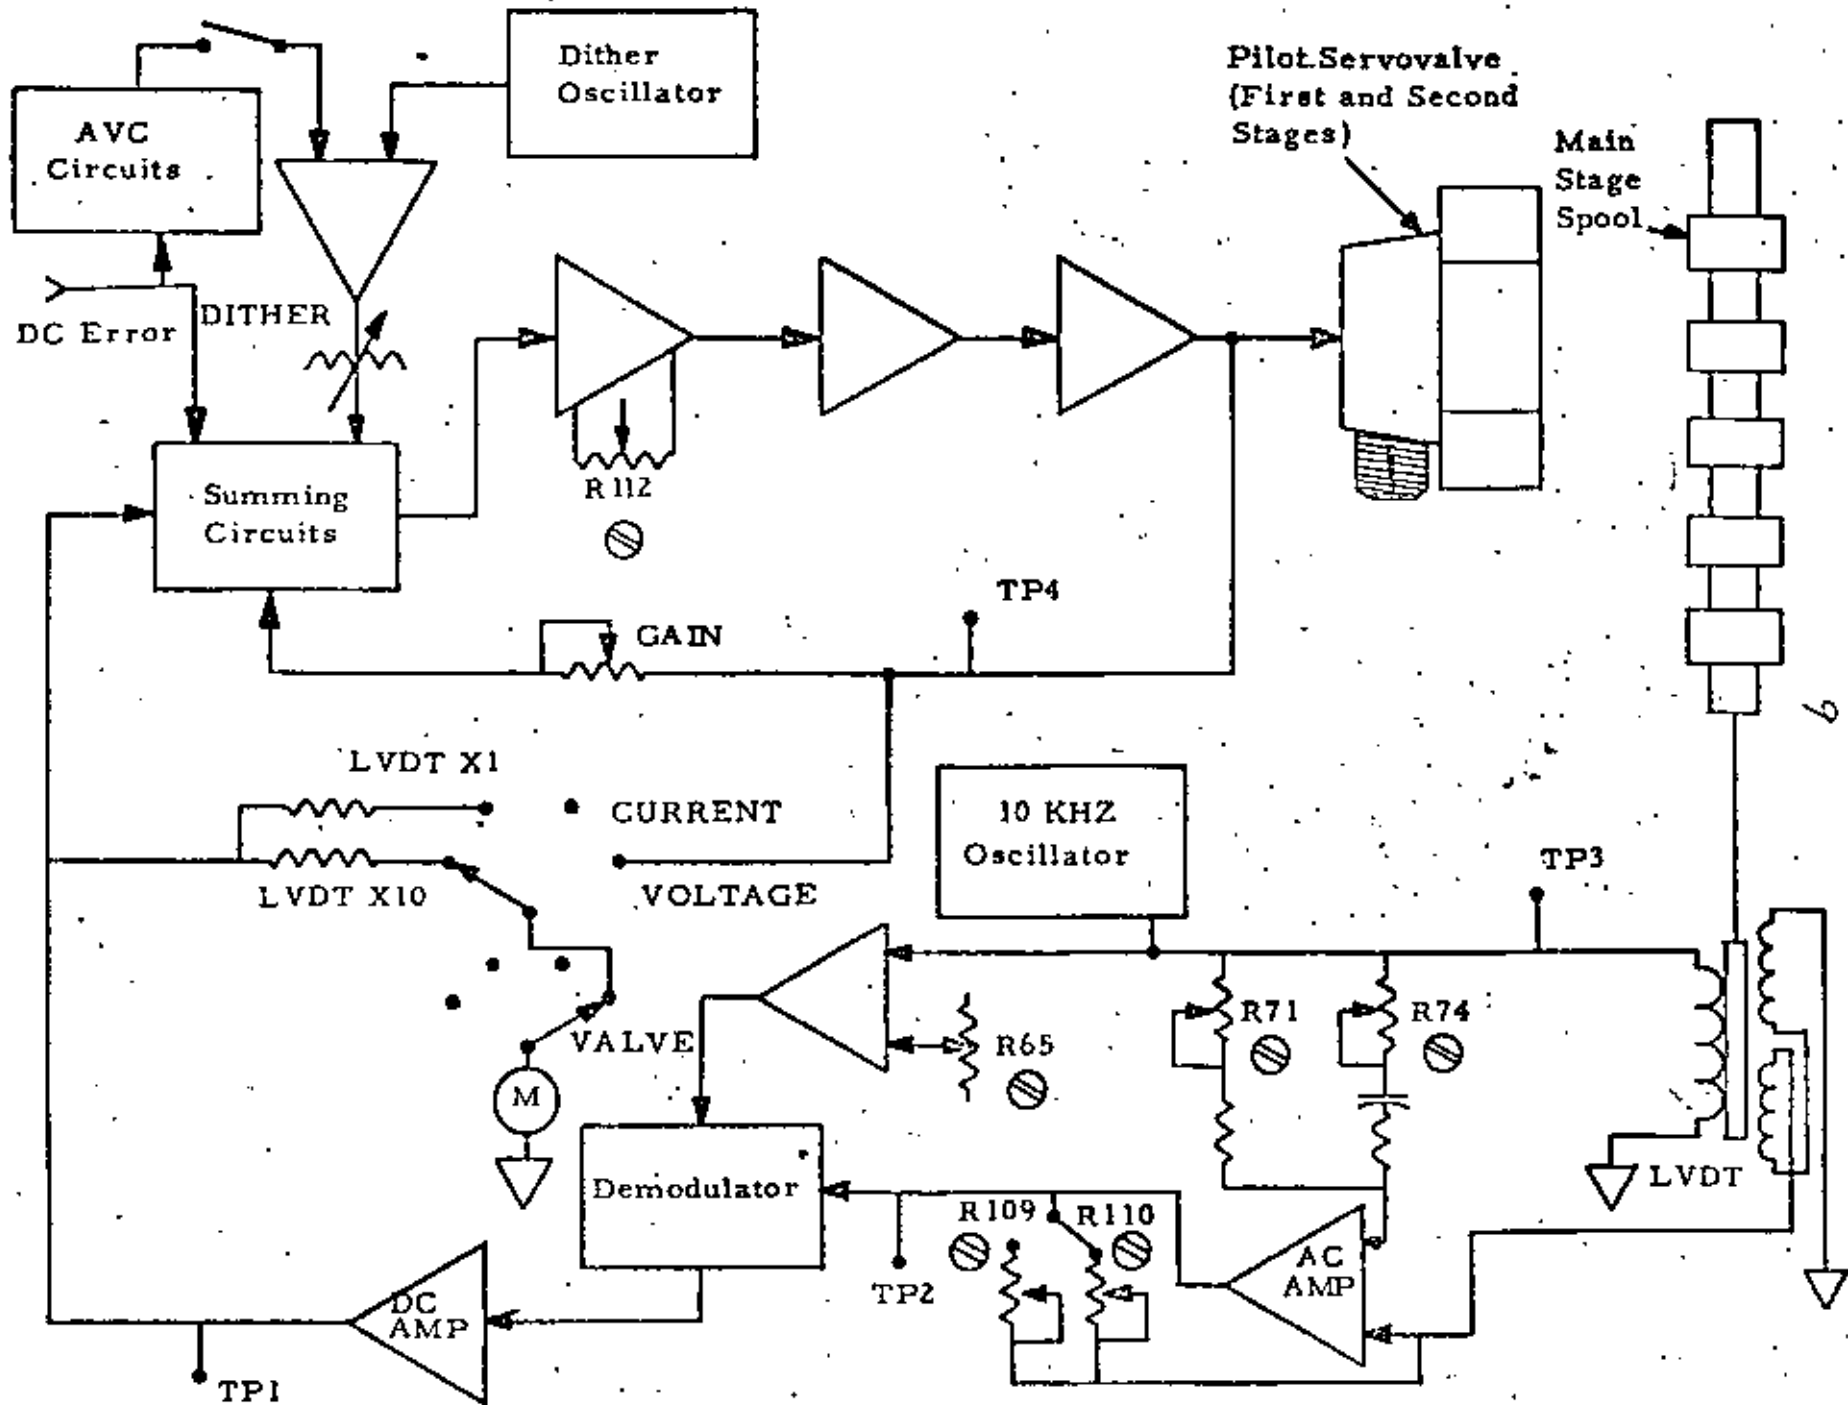 Dither
Oscillator
Pilot Servovalve
(First and Second
Stages)
Main
Stage
Spool
AVC
Circuits
DC Error
DITHER
R112
Summing
Circuits
TP4
GAIN
LVDT X1
CURRENT
10 KHZ
Oscillator
TP3
LVDT X10
VOLTAGE
VALVE
R71
R74
R65
M
Demodulator
LVDT
R109
R110
AC
AMP
TP2
DC
AMP
TP1